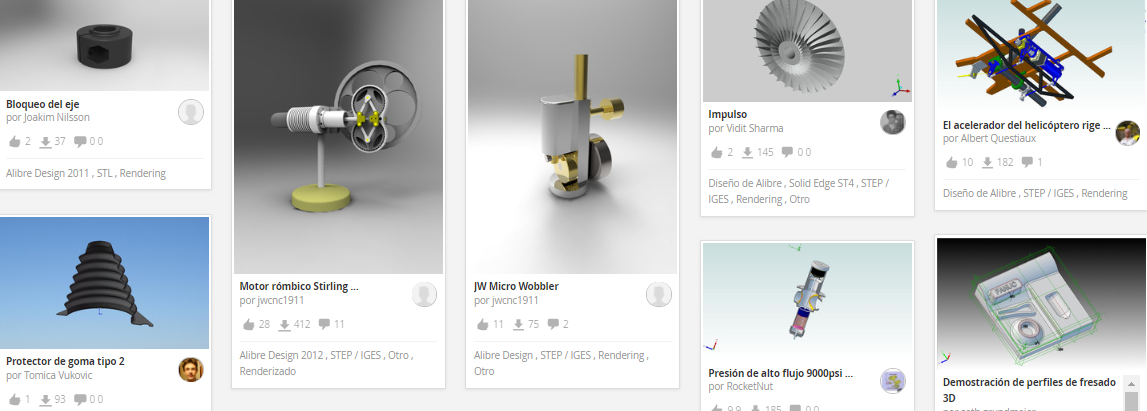 Bloqueo del eje
por Joakim Nilsson
2 37 0 0
Alibre Design 2011 , STL , Rendering
Protector de goma tipo 2
por Tomica Vukovic
1 93 0 0
Motor rómbico Stirling ...
por jwcnc1911
28 412 11
Alibre Design 2012 , STEP / IGES , Otro ,
Renderizado
JW Micro Wobbler
por jwcnc1911
11 75 2
Alibre Design , STEP / IGES , Rendering ,
Otro
Impulso
por Vidit Sharma
2 145 0 0
Diseño de Alibre , Solid Edge ST4 , STEP /
IGES , Rendering , Otro
Presión de alto flujo 9000psi ...
por RocketNut
9 9 185 0 0
El acelerador del helicóptero rige ...
por Albert Questiaux
10 182 1
Diseño de Alibre , STEP / IGES , Rendering
FANUC
Demostración de perfiles de fresado
3D